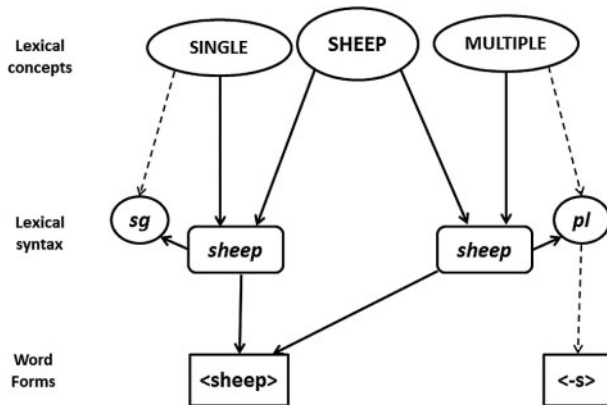 Lexical
concepts
SINGLE
SHEEP
MULTIPLE
Lexical
syntax
sg
sheep
sheep
pl
Word
Forms
<sheep>
<-s>